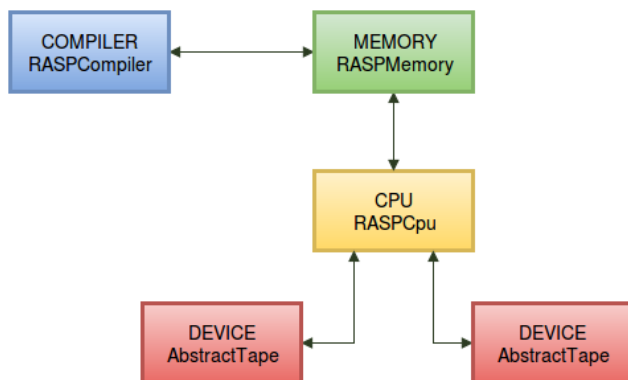 COMPILER
RASPCompiler
MEMORY
RASPMemory
CPU
RASPCpu
DEVICE
AbstractTape
DEVICE
AbstractTape